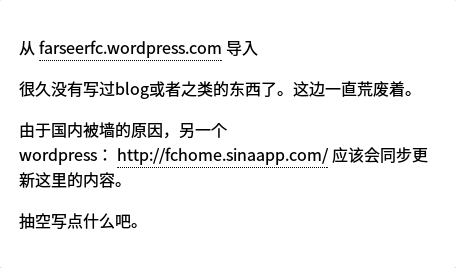 从 farseerfc.wordpress.com 导入
很久没有写过blog或者之类的东西了。这边一直荒废着。
由于国内被墙的原因，另一个
wordpress： http://fchome.sinaapp.com/ 应该会同步更
新这里的内容。
抽空写点什么吧。